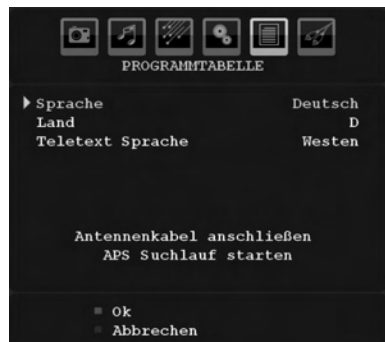 PROGRAMMTABELLE
Sprache Deutsch
Land D
Teletext Sprache Westen
Antennenkabel anschließen
APS Suchlauf starten
Ok
Abbrechen